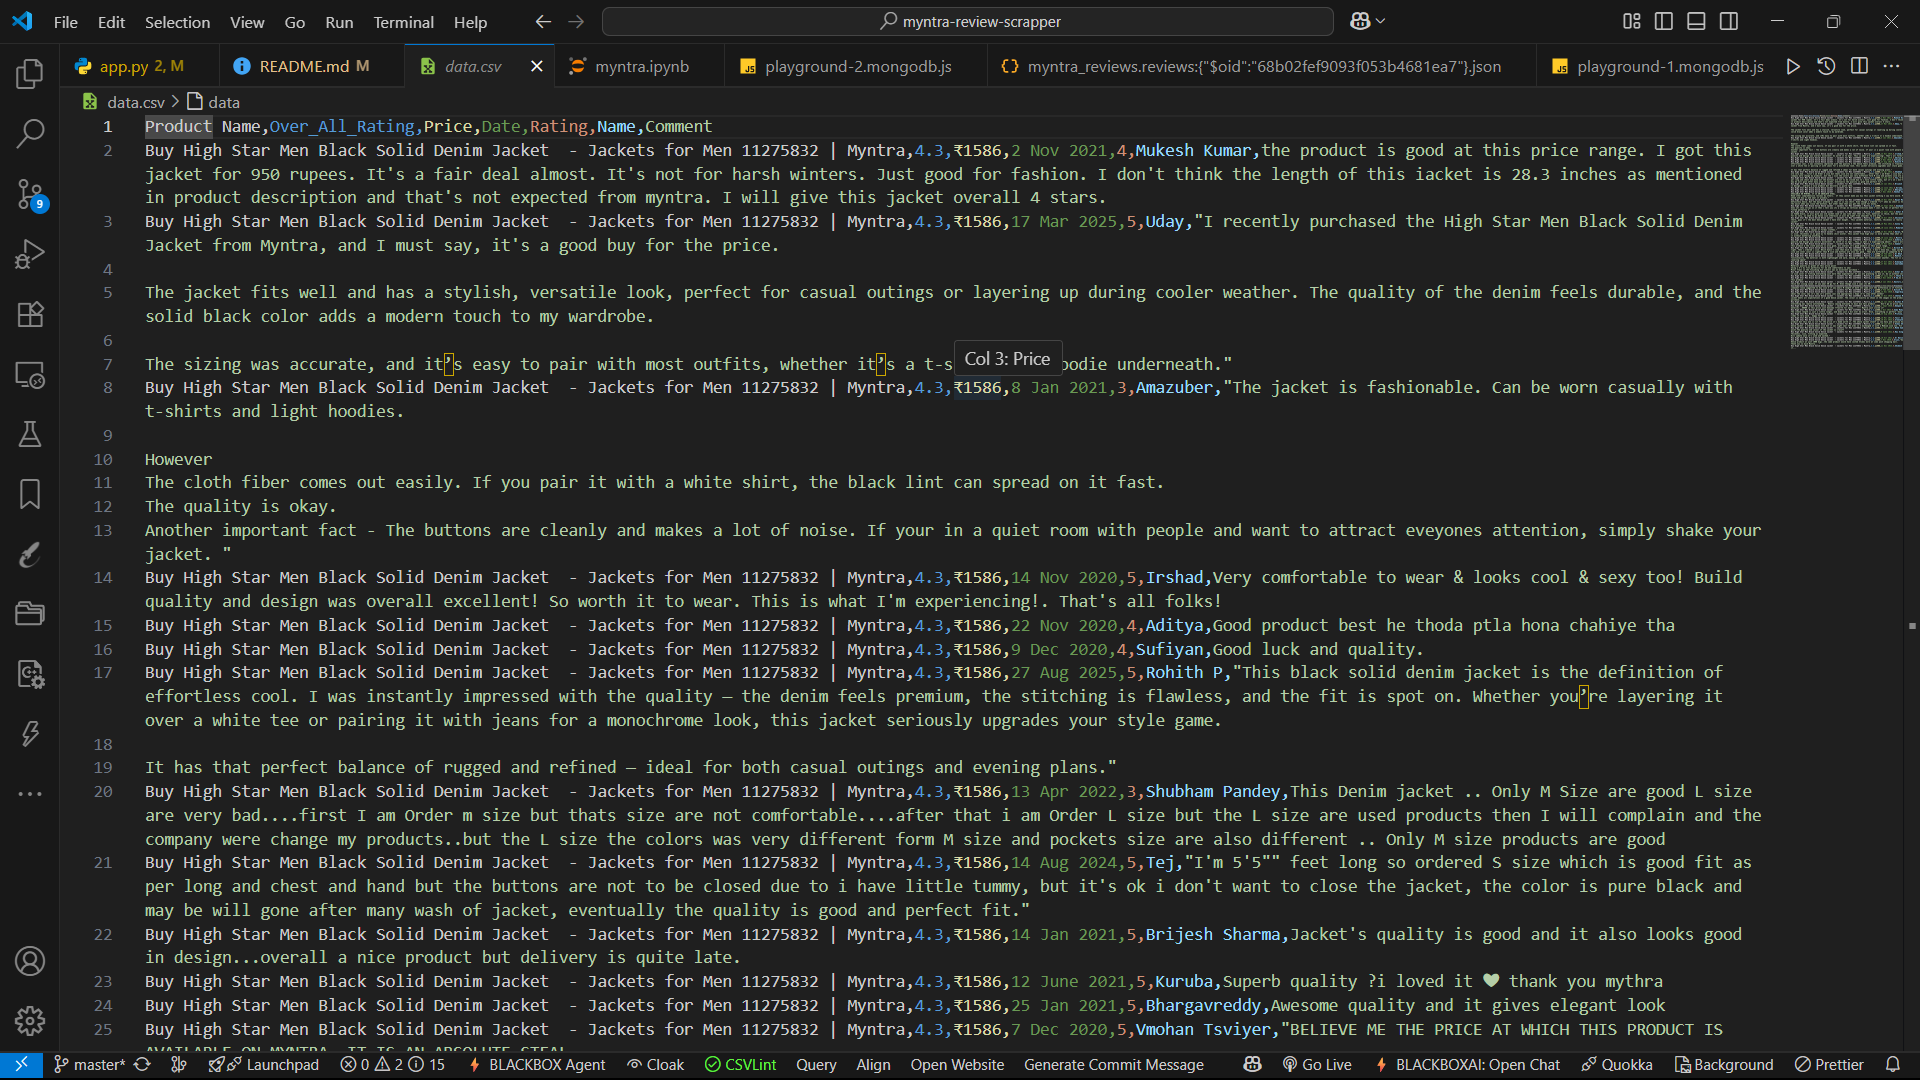 File Edit Selection View Go Run Terminal Help
myntra-review-scrapper
app.py 2, M
README.md M
data.csv
myntra.ipynb
playground-2.mongodb.js
myntra_reviews.reviews:{"$oid":"68b02fef9093f053b4681ea7"}.json
playground-1.mongodb.js
data.csv > data
1 Product Name,Over_All_Rating,Price,Date,Rating,Name,Comment
2 Buy High Star Men Black Solid Denim Jacket  - Jackets for Men 11275832 | Myntra,4.3,₹1586,2 Nov 2021,4,Mukesh Kumar,the product is good at this price range. I got this
jacket for 950 rupees. It's a fair deal almost. It's not for harsh winters. Just good for fashion. I don't think the length of this iacket is 28.3 inches as mentioned
in product description and that's not expected from myntra. I will give this jacket overall 4 stars.
3 Buy High Star Men Black Solid Denim Jacket  - Jackets for Men 11275832 | Myntra,4.3,₹1586,17 Mar 2025,5,Uday,"I recently purchased the High Star Men Black Solid Denim
Jacket from Myntra, and I must say, it's a good buy for the price.
4
5 The jacket fits well and has a stylish, versatile look, perfect for casual outings or layering up during cooler weather. The quality of the denim feels durable, and the
solid black color adds a modern touch to my wardrobe.
6
7 The sizing was accurate, and it’s easy to pair with most outfits, whether it’s a t-s oodie underneath."
Col 3: Price
8 Buy High Star Men Black Solid Denim Jacket  - Jackets for Men 11275832 | Myntra,4.3,₹1586,8 Jan 2021,3,Amazuber,"The jacket is fashionable. Can be worn casually with
t-shirts and light hoodies.
9
10 However
11 The cloth fiber comes out easily. If you pair it with a white shirt, the black lint can spread on it fast.
12 The quality is okay.
13 Another important fact - The buttons are cleanly and makes a lot of noise. If your in a quiet room with people and want to attract eveyones attention, simply shake your
jacket. "
14 Buy High Star Men Black Solid Denim Jacket  - Jackets for Men 11275832 | Myntra,4.3,₹1586,14 Nov 2020,5,Irshad,Very comfortable to wear & looks cool & sexy too! Build
quality and design was overall excellent! So worth it to wear. This is what I'm experiencing!. That's all folks!
15 Buy High Star Men Black Solid Denim Jacket  - Jackets for Men 11275832 | Myntra,4.3,₹1586,22 Nov 2020,4,Aditya,Good product best he thoda ptla hona chahiye tha
16 Buy High Star Men Black Solid Denim Jacket  - Jackets for Men 11275832 | Myntra,4.3,₹1586,9 Dec 2020,4,Sufiyan,Good luck and quality.
17 Buy High Star Men Black Solid Denim Jacket  - Jackets for Men 11275832 | Myntra,4.3,₹1586,27 Aug 2025,5,Rohith P,"This black solid denim jacket is the definition of
effortless cool. I was instantly impressed with the quality — the denim feels premium, the stitching is flawless, and the fit is spot on. Whether you’re layering it
over a white tee or pairing it with jeans for a monochrome look, this jacket seriously upgrades your style game.
18
19 It has that perfect balance of rugged and refined — ideal for both casual outings and evening plans."
20 Buy High Star Men Black Solid Denim Jacket  - Jackets for Men 11275832 | Myntra,4.3,₹1586,13 Apr 2022,3,Shubham Pandey,This Denim jacket .. Only M Size are good L size
are very bad....first I am Order m size but thats size are not comfortable....after that i am Order L size but the L size are used products then I will complain and the
company were change my products..but the L size the colors was very different form M size and pockets size are also different .. Only M size products are good
21 Buy High Star Men Black Solid Denim Jacket  - Jackets for Men 11275832 | Myntra,4.3,₹1586,14 Aug 2024,5,Tej,"I'm 5'5"" feet long so ordered S size which is good fit as
per long and chest and hand but the buttons are not to be closed due to i have little tummy, but it's ok i don't want to close the jacket, the color is pure black and
may be will gone after many wash of jacket, eventually the quality is good and perfect fit."
22 Buy High Star Men Black Solid Denim Jacket  - Jackets for Men 11275832 | Myntra,4.3,₹1586,14 Jan 2021,5,Brijesh Sharma,Jacket's quality is good and it also looks good
in design...overall a nice product but delivery is quite late.
23 Buy High Star Men Black Solid Denim Jacket  - Jackets for Men 11275832 | Myntra,4.3,₹1586,12 June 2021,5,Kuruba,Superb quality ?i loved it ♥ thank you mythra
24 Buy High Star Men Black Solid Denim Jacket  - Jackets for Men 11275832 | Myntra,4.3,₹1586,25 Jan 2021,5,Bhargavreddy,Awesome quality and it gives elegant look
25 Buy High Star Men Black Solid Denim Jacket  - Jackets for Men 11275832 | Myntra,4.3,₹1586,7 Dec 2020,5,Vmohan Tsviyer,"BELIEVE ME THE PRICE AT WHICH THIS PRODUCT IS
AVAILABLE ON MYNTRA, IT IS AN ABSOLUTE STEAL
9
master* Launchpad 0 2 15 BLACKBOX Agent Cloak CSVLint Query Align Open Website Generate Commit Message Go Live BLACKBOXAI: Open Chat Quokka Background Prettier